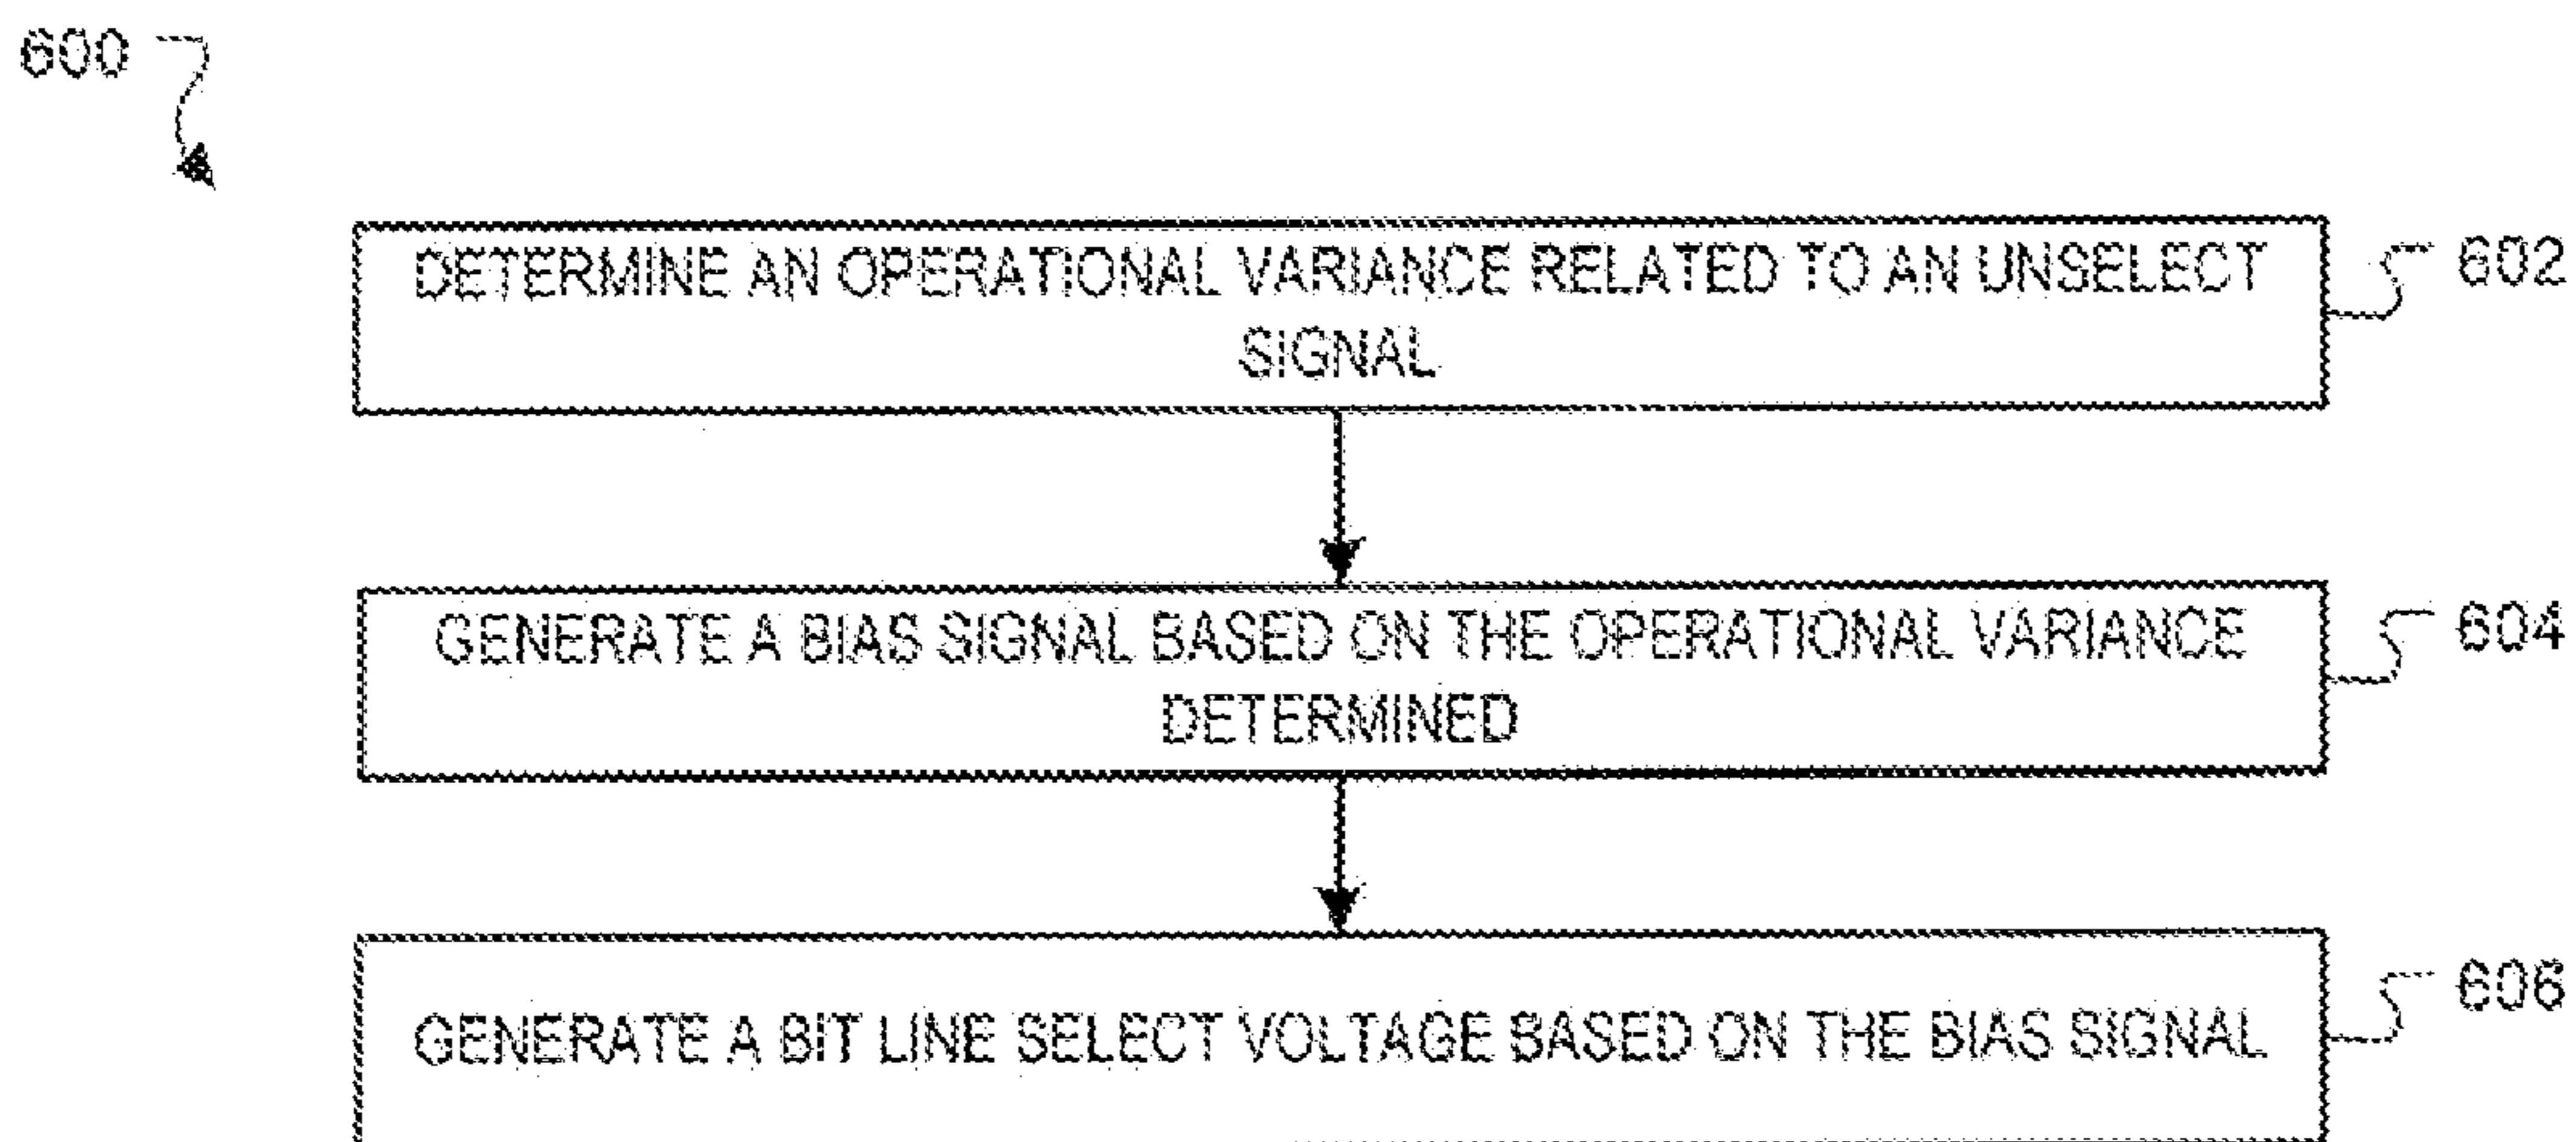 600
DETERMINE AN OPERATIONAL VARIANCE RELATED TO AN UNSELECT
SIGNAL
602
GENERATE A BIAS SIGNAL BASED ON THE OPERATIONAL VARIANCE
DETERMINED
604
GENERATE A BIT LINE SELECT VOLTAGE BASED ON THE BIAS SIGNAL
606